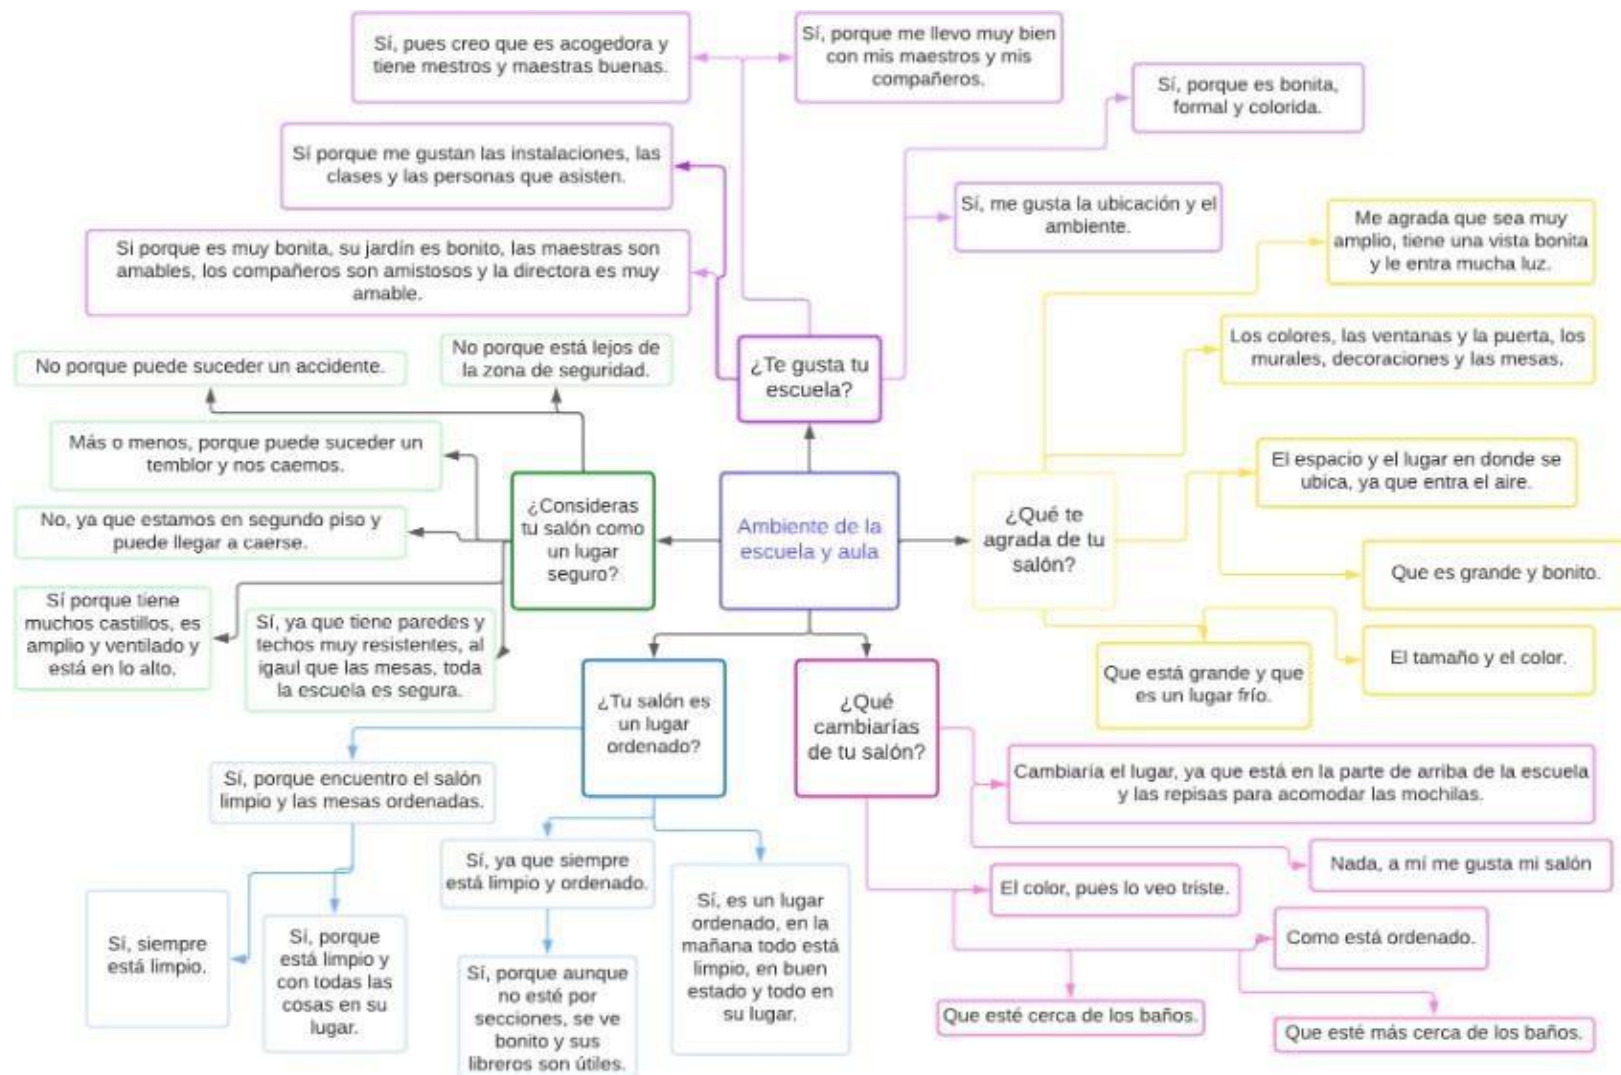 Sí, pues creo que es acogedora y
tiene mestros y maestras buenas.
Sí, porque me llevo muy bien
con mis maestros y mis
compañeros.
Sí, porque es bonita,
formal y colorida.
Sí porque me gustan las instalaciones, las
clases y las personas que asisten.
Sí, me gusta la ubicación y el
ambiente.
Si porque es muy bonita, su jardín es bonito, las maestras son
amables, los compañeros son amistosos y la directora es muy
amable.
Me agrada que sea muy
amplio, tiene una vista bonita
y le entra mucha luz.
¿Te gusta tu
escuela?
Los colores, las ventanas y la puerta, los
murales, decoraciones y las mesas.
No porque puede suceder un accidente.
No porque está lejos de
la zona de seguridad.
Más o menos, porque puede suceder un
temblor y nos caemos.
El espacio y el lugar en donde se
ubica, ya que entra el aire.
¿Consideras
tu salón como
un lugar
seguro?
Ambiente de la
escuela y aula
¿Qué te
agrada de tu
salón?
No, ya que estamos en segundo piso y
puede llegar a caerse.
Que es grande y bonito.
Sí porque tiene
muchos castillos, es
amplio y ventilado y
está en lo alto.
Sí, ya que tiene paredes y
techos muy resistentes, al
igaul que las mesas, toda
la escuela es segura.
El tamaño y el color.
Que está grande y que
es un lugar frío.
¿Tu salón es
un lugar
ordenado?
¿Qué
cambiarías
de tu salón?
Sí, porque encuentro el salón
limpio y las mesas ordenadas.
Cambiaría el lugar, ya que está en la parte de arriba de la escuela
y las repisas para acomodar las mochilas.
Sí, ya que siempre
está limpio y ordenado.
Nada, a mí me gusta mi salón
El color, pues lo veo triste.
Sí, siempre
está limpio.
Sí, porque
está limpio y
con todas las
cosas en su
lugar.
Sí, porque aunque
no esté por
secciones, se ve
bonito y sus
libreros son útiles.
Sí, es un lugar
ordenado, en la
mañana todo está
limpio, en buen
estado y todo en
su lugar.
Como está ordenado.
Que esté cerca de los baños.
Que esté más cerca de los baños.